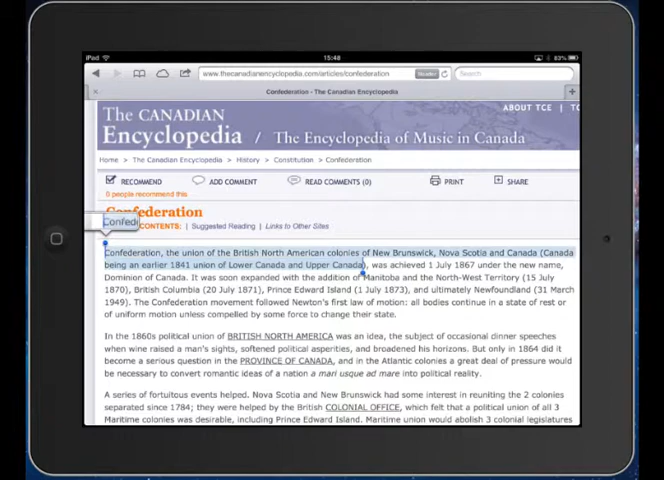 iPad 15:48 83%
www.thecanadianencyclopedia.com/articles/confederation Reader Search
Confederation - The Canadian Encyclopedia
ABOUT TCE | TO
The CANADIAN
Encyclopedia / The Encyclopedia of Music in Canada
Home > The Canadian Encyclopedia > History > Constitution > Confederation
RECOMMEND ADD COMMENT READ COMMENTS (0) PRINT SHARE
0 people recommend this
Confederation
Confed
CONTENTS: | Suggested Reading | Links to Other Sites
Confederation, the union of the British North American colonies of New Brunswick, Nova Scotia and Canada (Canada
being an earlier 1841 union of Lower Canada and Upper Canada), was achieved 1 July 1867 under the new name,
Dominion of Canada. It was soon expanded with the addition of Manitoba and the North-West Territory (15 July
1870), British Columbia (20 July 1871), Prince Edward Island (1 July 1873), and ultimately Newfoundland (31 March
1949). The Confederation movement followed Newton's first law of motion: all bodies continue in a state of rest or
of uniform motion unless compelled by some force to change their state.
In the 1860s political union of BRITISH NORTH AMERICA was an idea, the subject of occasional dinner speeches
when wine raised a man's sights, softened political asperities, and broadened his horizons. But only in 1864 did it
become a serious question in the PROVINCE OF CANADA, and in the Atlantic colonies a great deal of pressure would
be necessary to convert romantic ideas of a nation a mari usque ad mare into political reality.
A series of fortuitous events helped. Nova Scotia and New Brunswick had some interest in reuniting the 2 colonies
separated since 1784; they were helped by the British COLONIAL OFFICE, which felt that a political union of all 3
Maritime colonies was desirable, including Prince Edward Island. Maritime union would abolish 3 colonial legislatures